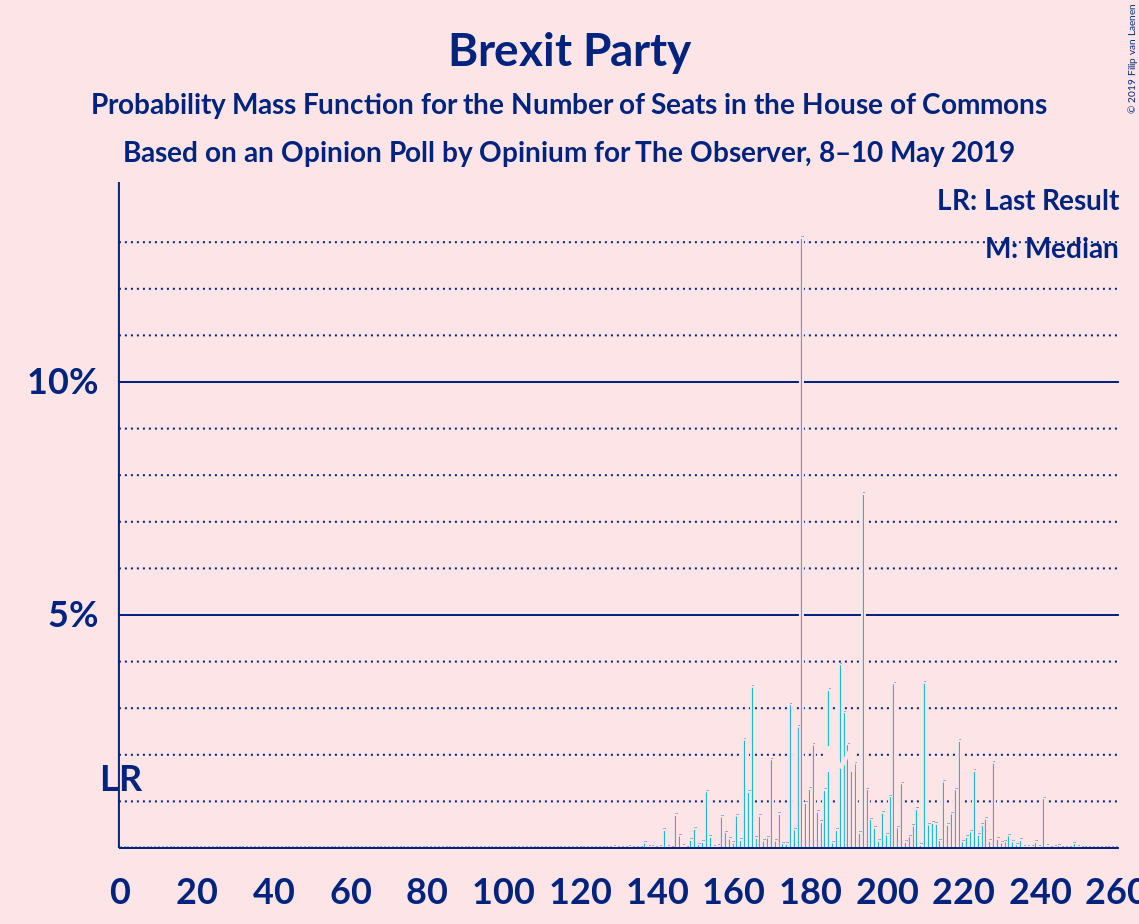 Brexit Party
Probability Mass Function for the Number of Seats in the House of Commons
Based on an Opinion Poll by Opinium for The Observer, 8–10 May 2019
© 2019 Filip van Laenen
LR: Last Result
M: Median
10%
5%
LR
0 20 40 60 80 100 120 140 160 180 200 220 240 260